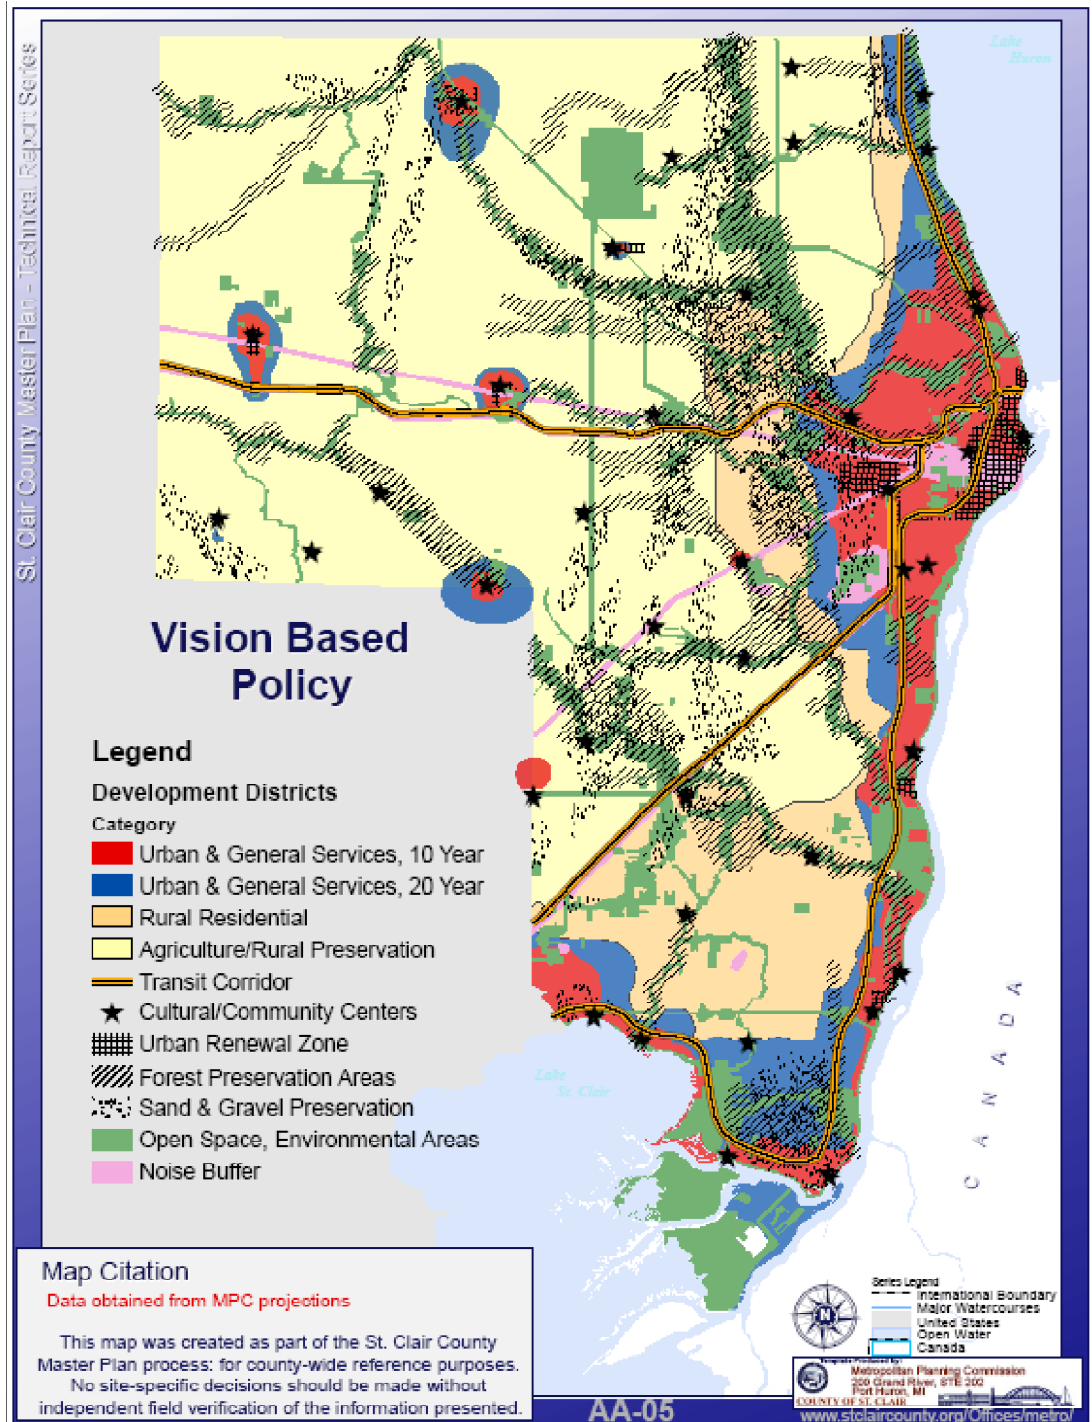 St. Clair County Master Plan - Technical Report Series
Lake
Huron
Vision Based
Policy
Legend
Development Districts
Category
Urban & General Services, 10 Year
Urban & General Services, 20 Year
Rural Residential
Agriculture/Rural Preservation
Transit Corridor
Cultural/Community Centers
Urban Renewal Zone
Forest Preservation Areas
Sand & Gravel Preservation
Open Space, Environmental Areas
Noise Buffer
Lake
St. Clair
CANADA
Map Citation
Data obtained from MPC projections
This map was created as part of the St. Clair County
Master Plan process: for county-wide reference purposes.
No site-specific decisions should be made without
independent field verification of the information presented.
AA-05
N
Series Legend
International Boundary
Major Watercourses
United States
Open Water
Canada
Template Produced by:
Metropolitan Planning Commission
200 Grand River, STE 202
Port Huron, MI
COUNTY OF ST. CLAIR
www.stclaircounty.org/Offices/metro/